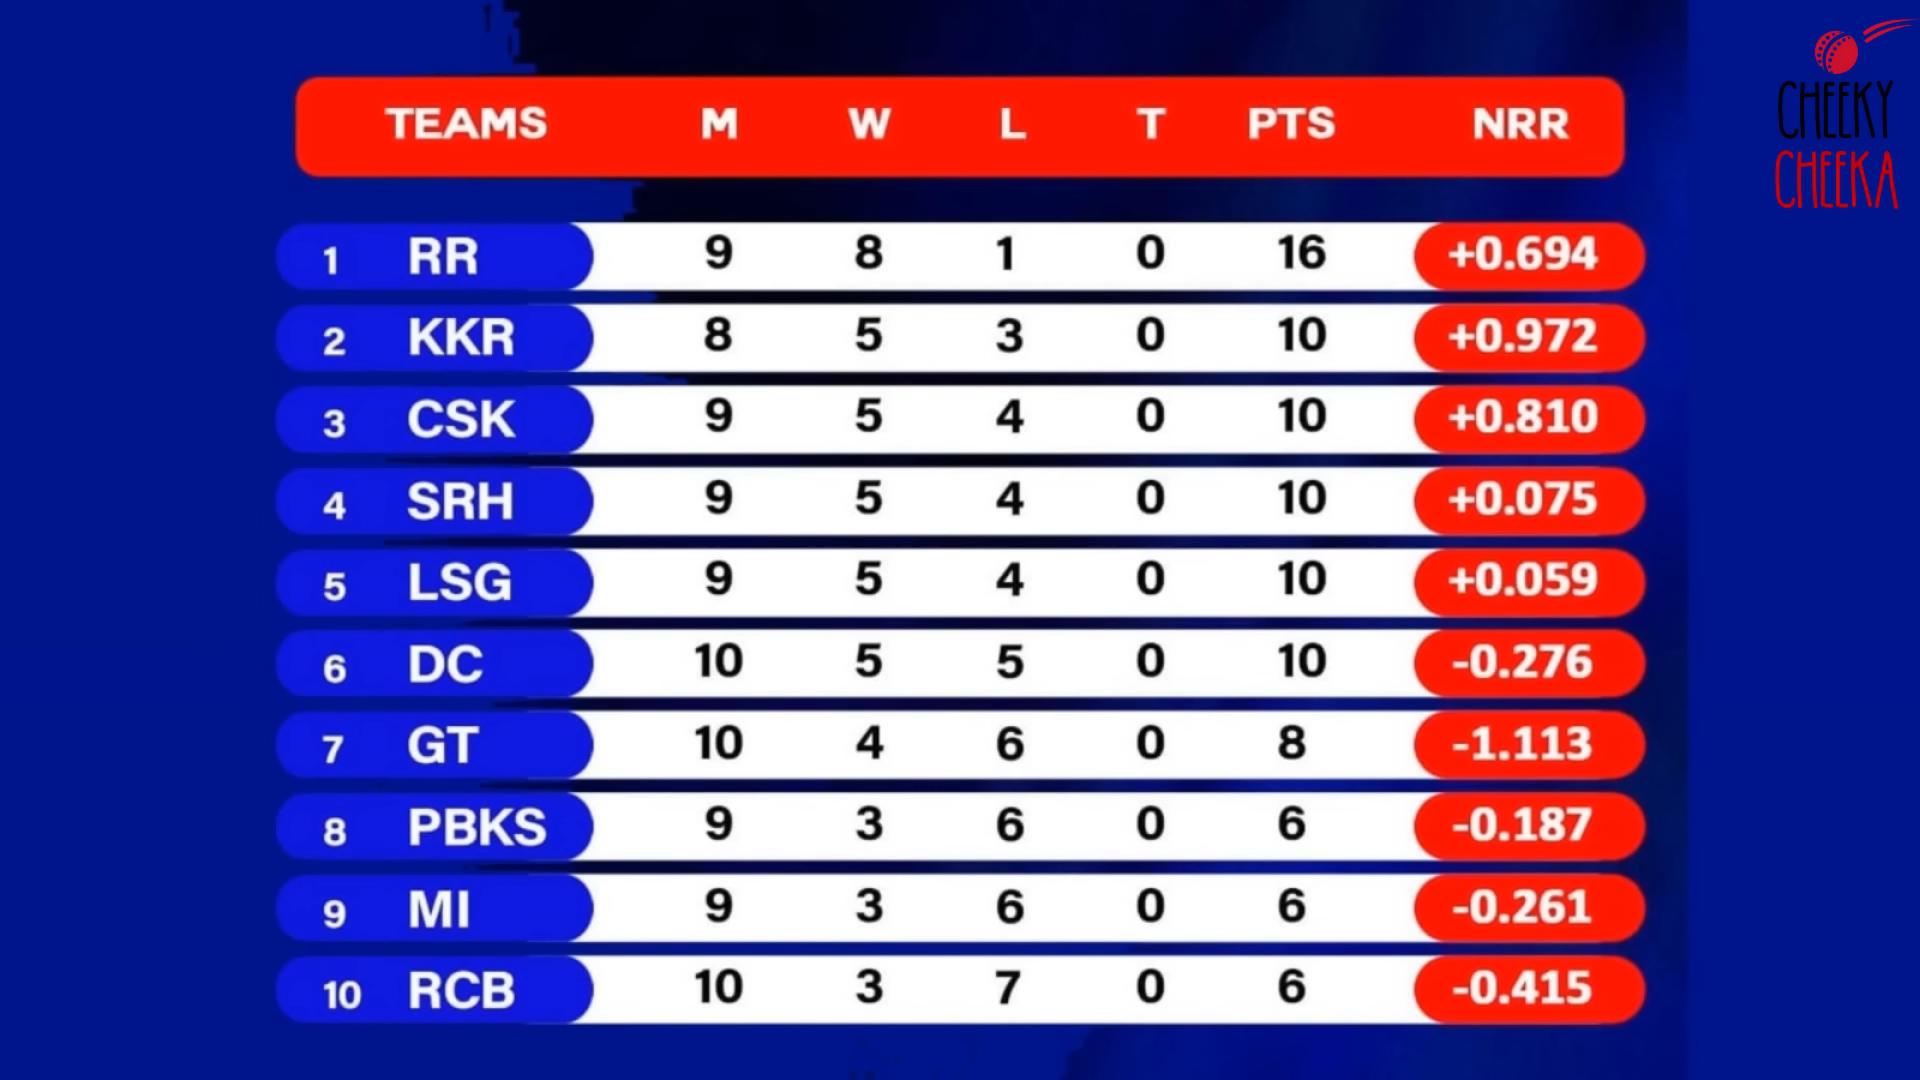 CHEEKY
CHEEKA
TEAMS M W L T PTS NRR
1 RR 9 8 1 0 16 +0.694
2 KKR 8 5 3 0 10 +0.972
3 CSK 9 5 4 0 10 +0.810
4 SRH 9 5 4 0 10 +0.075
5 LSG 9 5 4 0 10 +0.059
6 DC 10 5 5 0 10 -0.276
7 GT 10 4 6 0 8 -1.113
8 PBKS 9 3 6 0 6 -0.187
9 MI 9 3 6 0 6 -0.261
10 RCB 10 3 7 0 6 -0.415